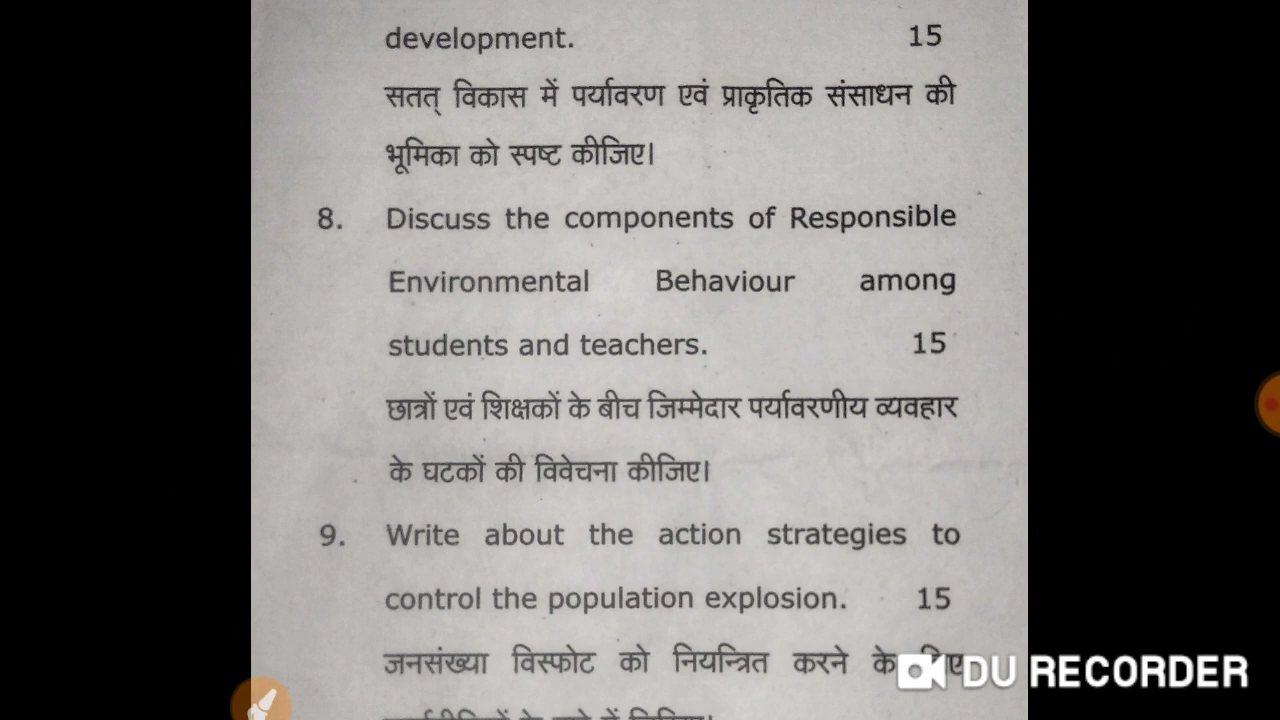 development. 15
सतत् विकास में पर्यावरण एवं प्राकृतिक संसाधन की
भूमिका को स्पष्ट कीजिए।
8. Discuss the components of Responsible
Environmental Behaviour among
students and teachers. 15
छात्रों एवं शिक्षकों के बीच जिम्मेदार पर्यावरणीय व्यवहार
के घटकों की विवेचना कीजिए।
9. Write about the action strategies to
control the population explosion. 15
जनसंख्या विस्फोट को नियन्त्रित करने के
DU RECORDER